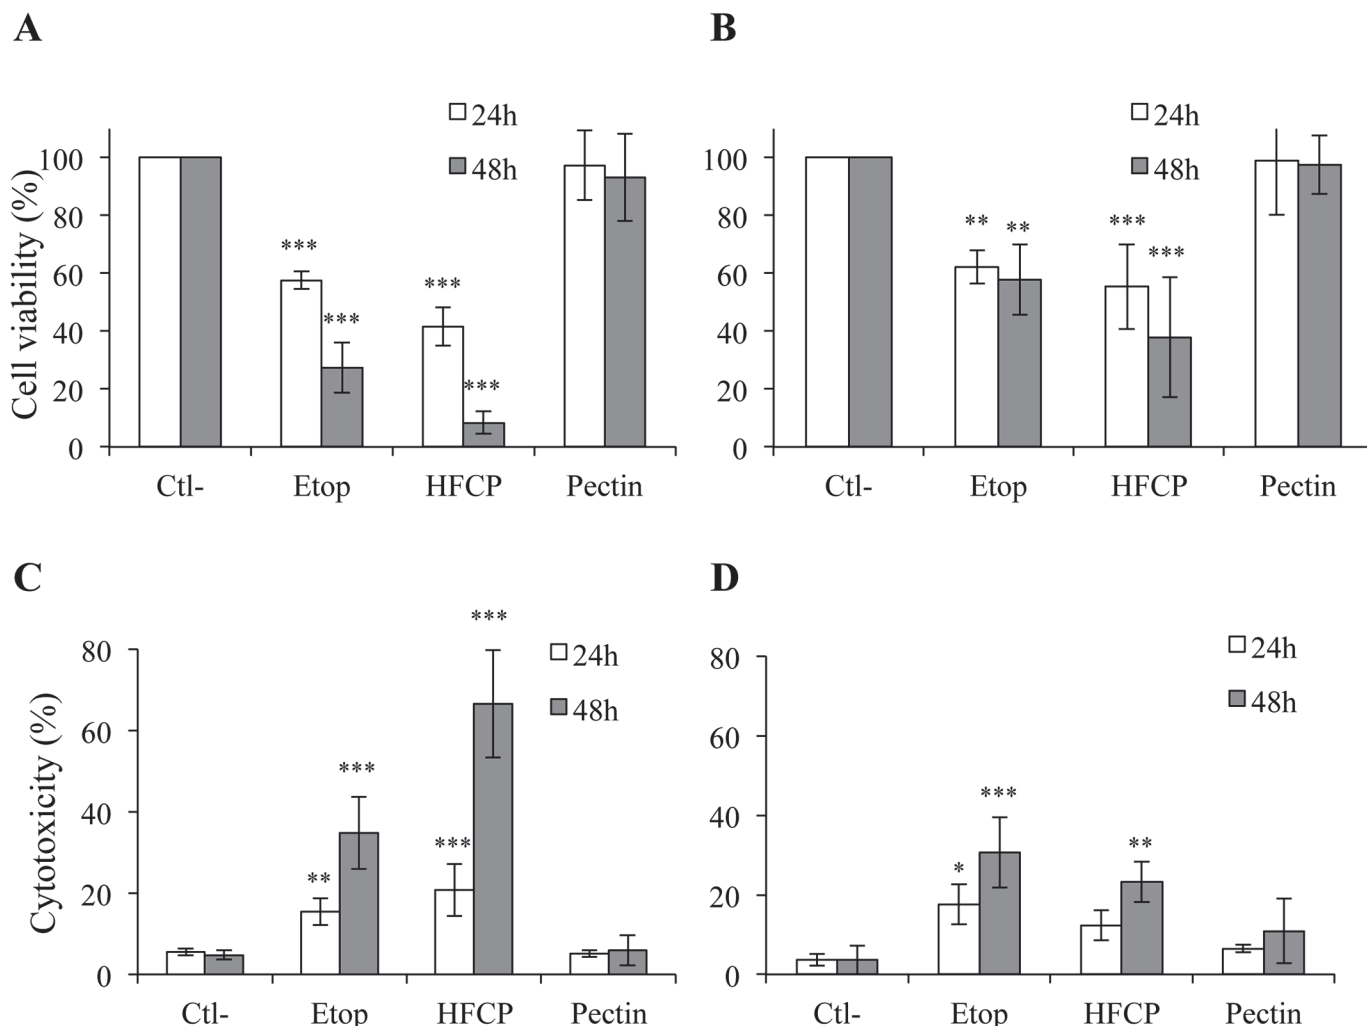 A
24h
48h
Cell viability (%)
100
80
60
40
20
0
***
***
***
***
Ctl-
Etop
HFCP
Pectin
B
24h
48h
100
80
60
40
20
0
**
**
***
***
Ctl-
Etop
HFCP
Pectin
C
24h
48h
Cytotoxicity (%)
80
60
40
20
0
**
***
***
***
Ctl-
Etop
HFCP
Pectin
D
24h
48h
80
60
40
20
0
*
***
**
Ctl-
Etop
HFCP
Pectin